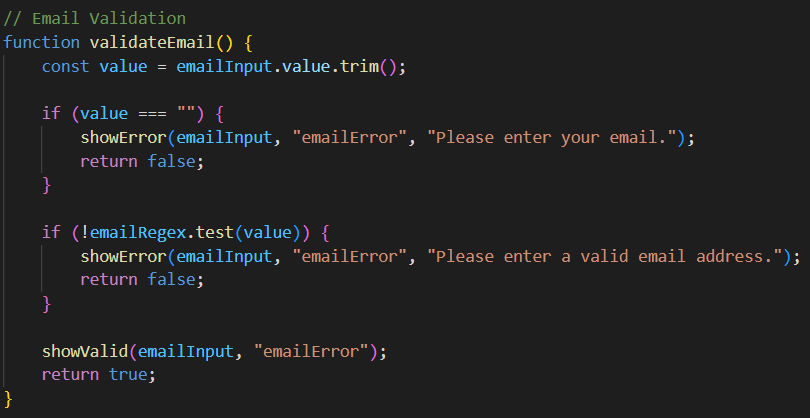 // Email Validation
function validateEmail() {
    const value = emailInput.value.trim();

    if (value === "") {
        showError(emailInput, "emailError", "Please enter your email.");
        return false;
    }

    if (!emailRegex.test(value)) {
        showError(emailInput, "emailError", "Please enter a valid email address.");
        return false;
    }

    showValid(emailInput, "emailError");
    return true;
}